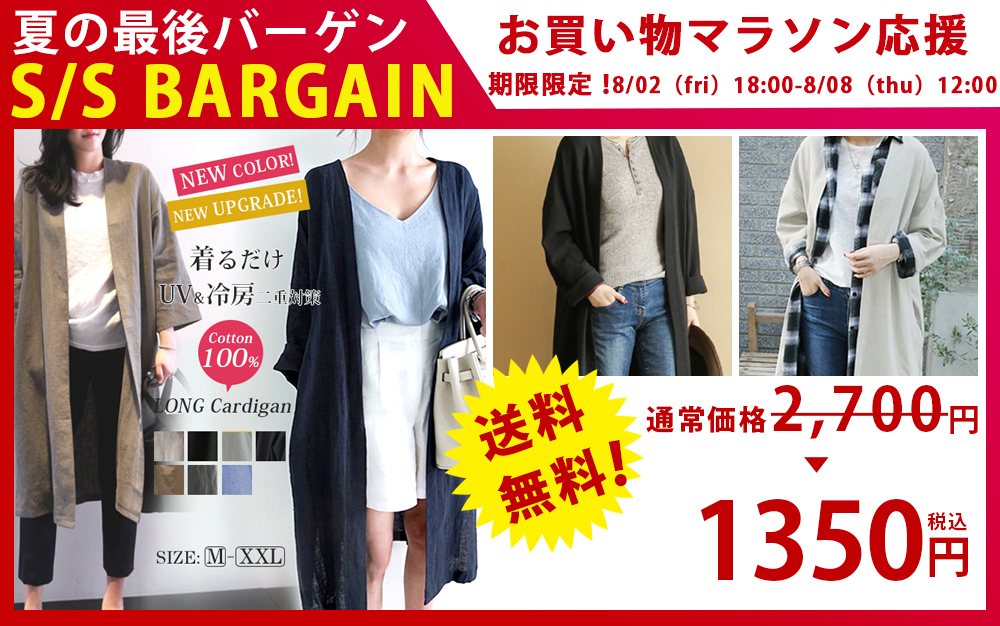 夏の最後バーゲン
S/S BARGAIN
お買い物マラソン応援
期限限定！8/02（fri）18:00-8/08（thu）12:00
NEW COLOR!
NEW UPGRADE!
着るだけ
UV&冷房二重対策
Cotton
100%
LONG Cardigan
SIZE: M-XXL
送料
無料!
通常価格2,700円
1350円
税込